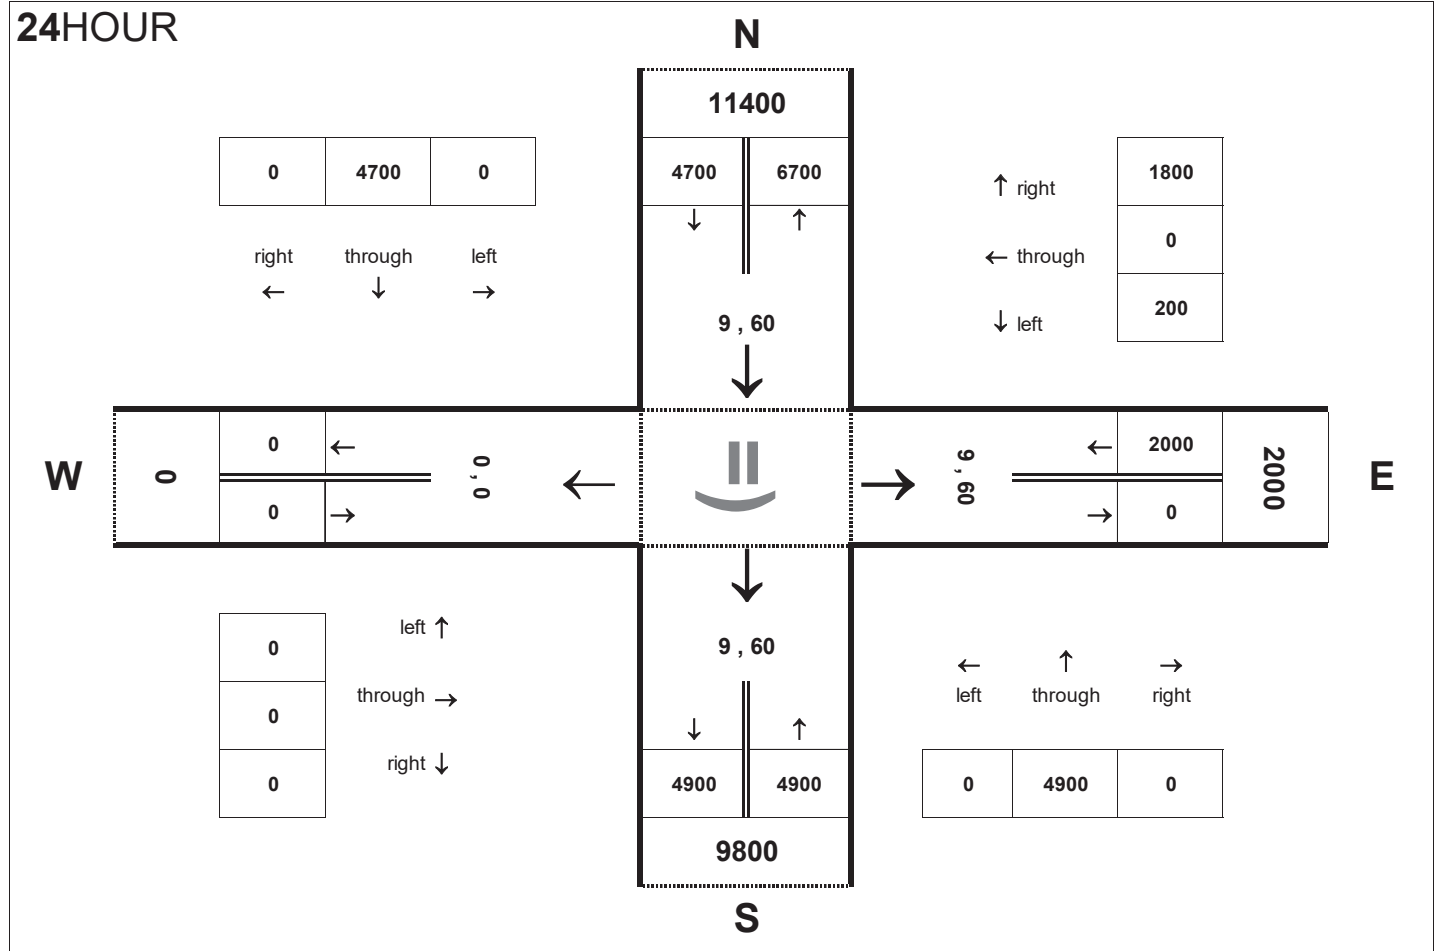 24HOUR
N
11400
0 4700 0
4700 6700
↓ ↑
right through left
← ↓ →
↑ right 1800
← through 0
↓ left 200
9 , 60
↓
W
0
0 ←
0 →
0 , 0
←
=)
→
9 , 60
← 2000
→ 0
2000
E
↓
9 , 60
↓ ↑
4900 4900
9800
S
0 left ↑
0 through →
0 right ↓
← ↑ →
left through right
0 4900 0